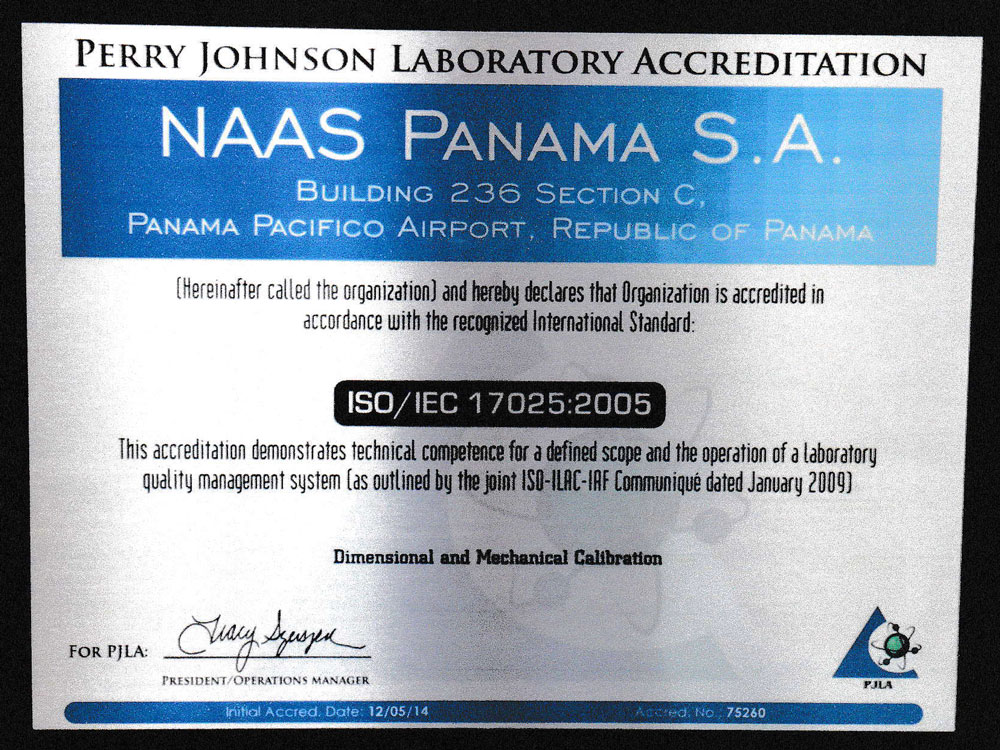 PERRY JOHNSON LABORATORY ACCREDITATION
NAAS PANAMA S.A.
BUILDING 236 SECTION C,
PANAMA PACIFICO AIRPORT, REPUBLIC OF PANAMA
(Hereinafter called the organization) and hereby declares that Organization is accredited in
accordance with the recognized International Standard:
ISO/IEC 17025:2005
This accreditation demonstrates technical competence for a defined scope and the operation of a laboratory
quality management system (as outlined by the joint ISO-ILAC-IAF Communiqué dated January 2009)
Dimensional and Mechanical Calibration
FOR PJLA:
PRESIDENT/OPERATIONS MANAGER
PJLA
Initial Accred. Date: 12/05/14 Accred. No.: 75260